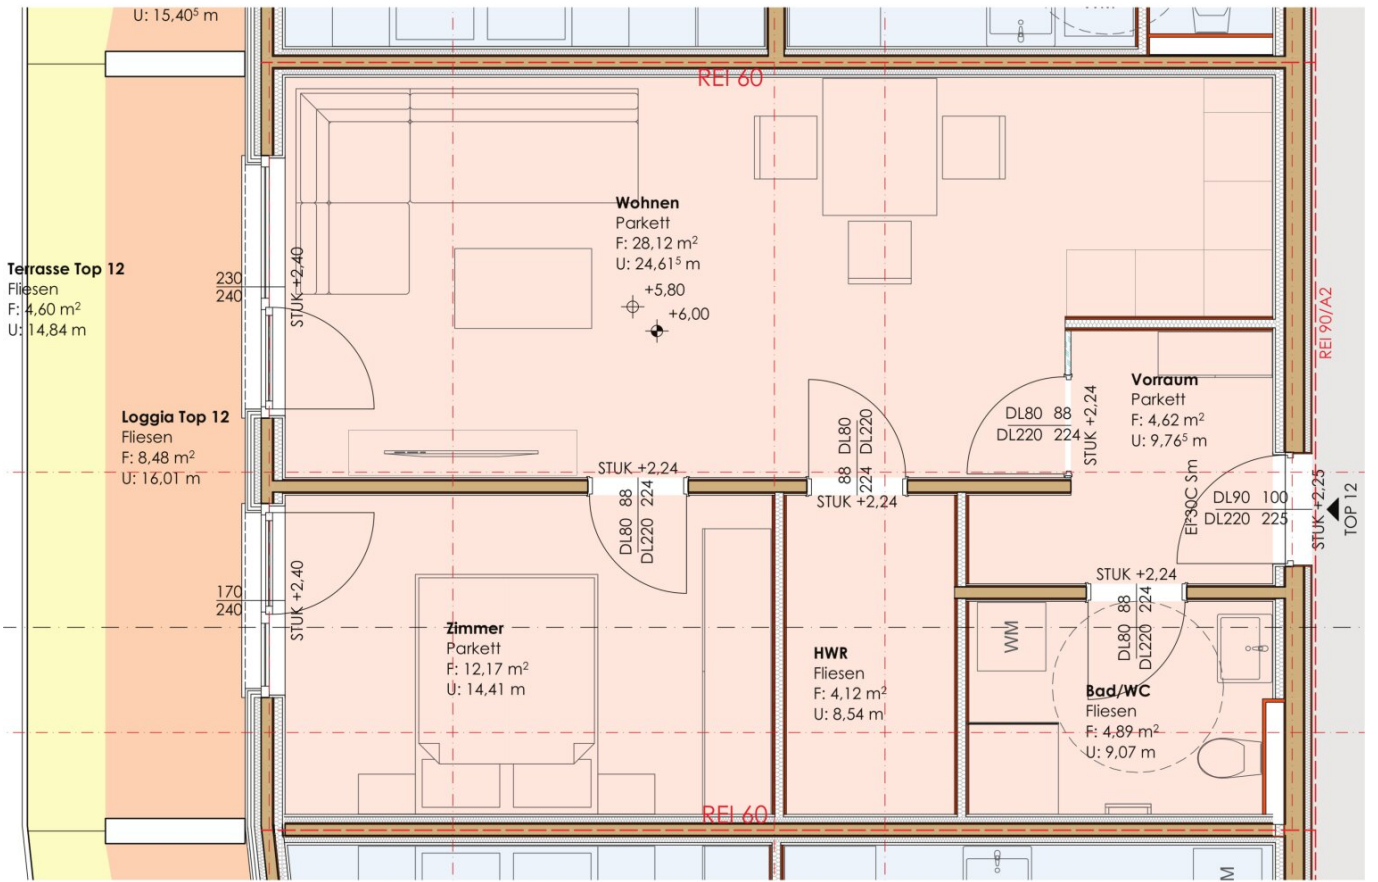 U: 15,40⁵ m
REI 60
Wohnen
Parkett
F: 28,12 m²
U: 24,61⁵ m
+5,80
+6,00
Terrasse Top 12
Fliesen
F: 4,60 m²
U: 14,84 m
230
240
STUK +2,40
REI 90/A2
Loggia Top 12
Fliesen
F: 8,48 m²
U: 16,01 m
Vorraum
Parkett
F: 4,62 m²
U: 9,76⁵ m
DL80 88
DL220 224
STUK +2,24
88 DL80
224 DL220
STUK +2,24
STUK +2,24
DL80 88
DL220 224
EI²30C Sm
DL90 100
DL220 225
STUK +2,25
TOP 12
170
240
STUK +2,40
STUK +2,24
DL80 88
DL220 224
Zimmer
Parkett
F: 12,17 m²
U: 14,41 m
HWR
Fliesen
F: 4,12 m²
U: 8,54 m
WM
Bad/WC
Fliesen
F: 4,89 m²
U: 9,07 m
REI 60